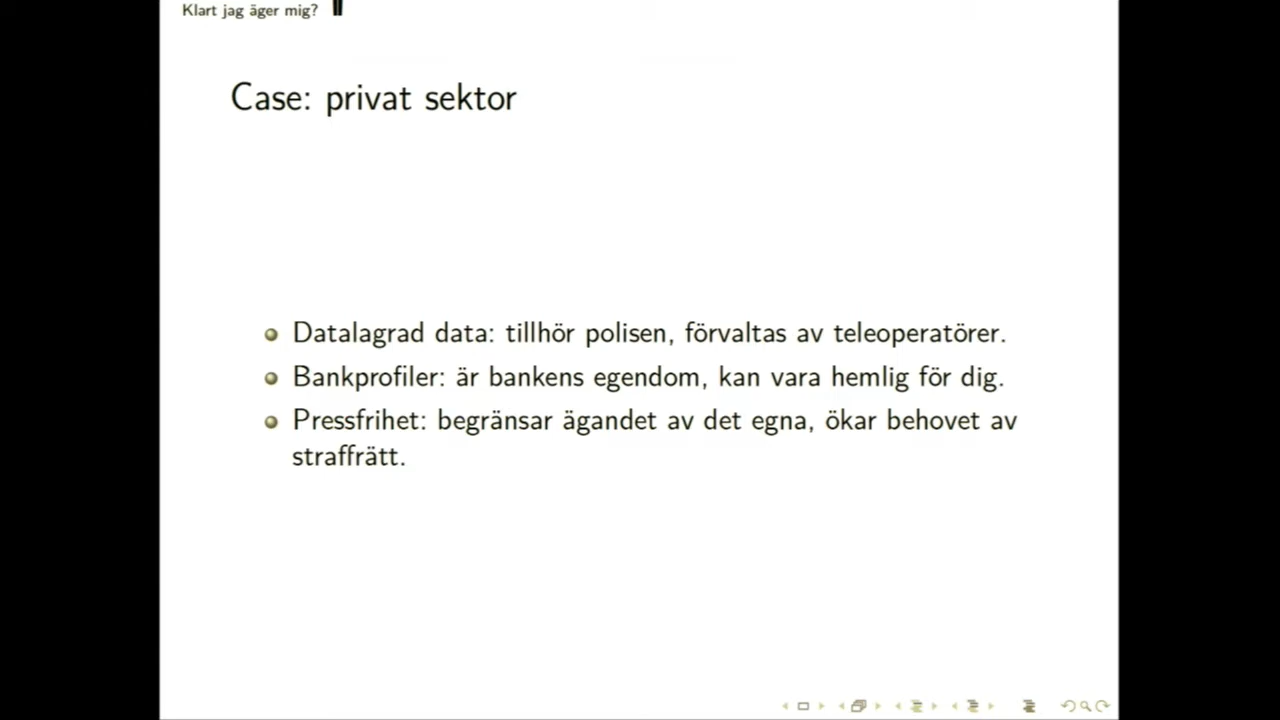 Klart jag äger mig?
Case: privat sektor
Datalagrad data: tillhör polisen, förvaltas av teleoperatörer.
Bankprofiler: är bankens egendom, kan vara hemlig för dig.
Pressfrihet: begränsar ägandet av det egna, ökar behovet av
straffrätt.